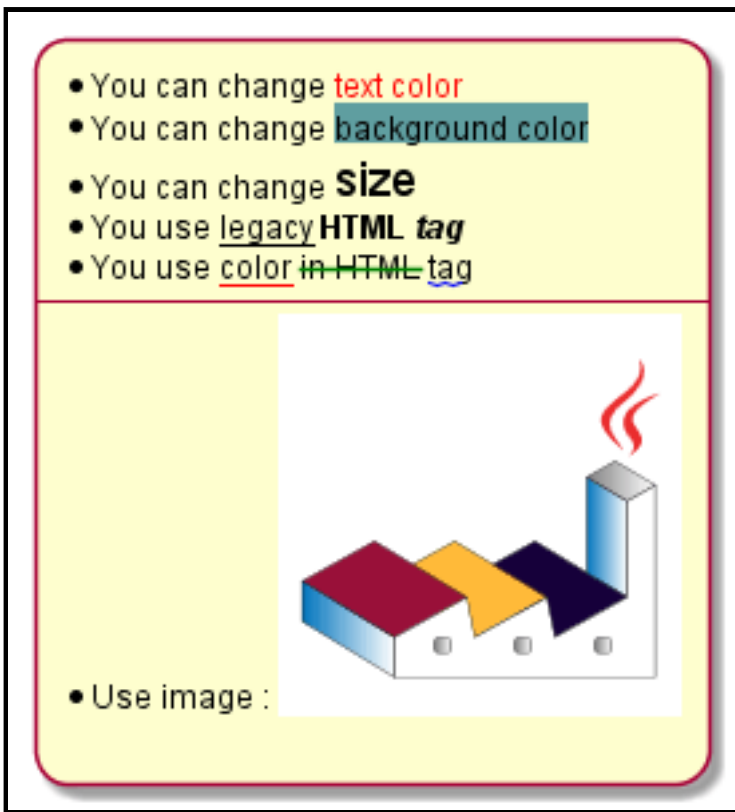 • You can change text color
• You can change background color
• You can change size
• You use legacy HTML tag
• You use color in HTML tag
• Use image :